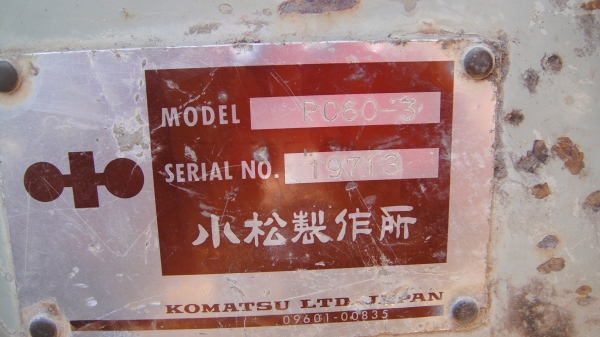 MODEL PC60-3
SERIAL NO. 19713
小松製作所
KOMATSU LTD. JAPAN
09601-00835